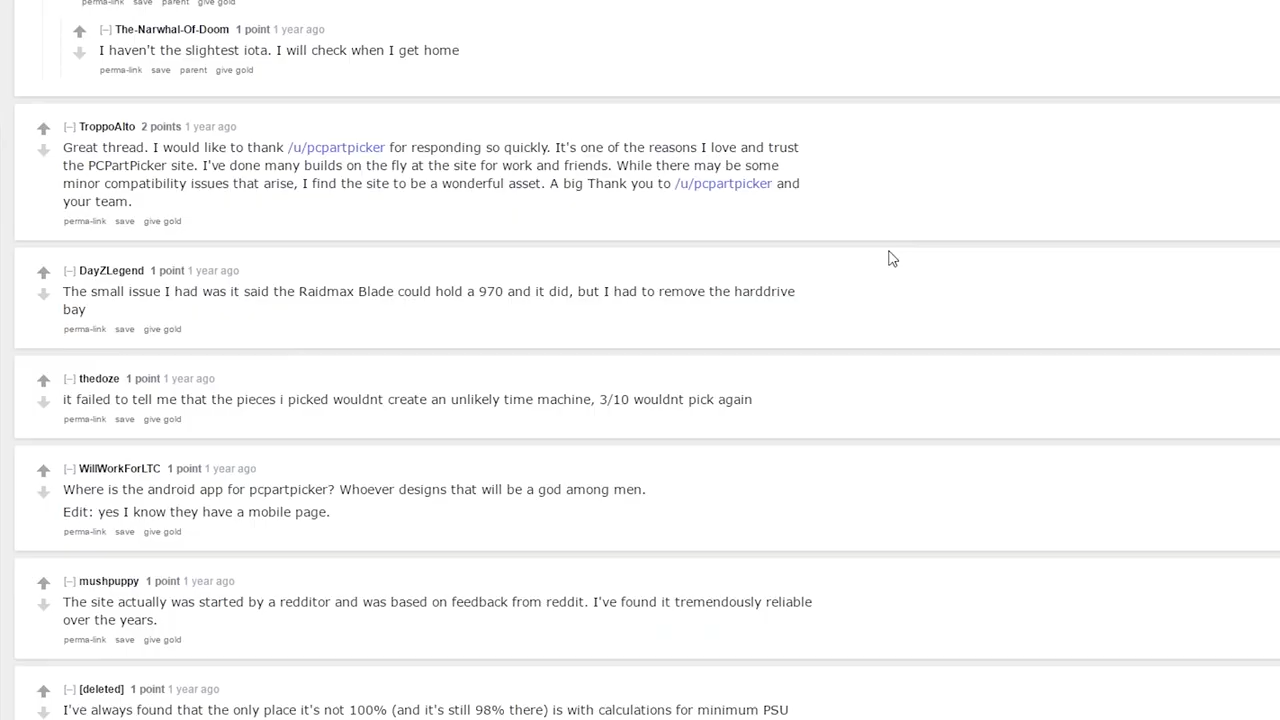 perma-link save parent give gold
[–] The-Narwhal-Of-Doom 1 point 1 year ago
I haven't the slightest iota. I will check when I get home
perma-link save parent give gold
[–] TroppoAlto 2 points 1 year ago
Great thread. I would like to thank /u/pcpartpicker for responding so quickly. It's one of the reasons I love and trust
the PCPartPicker site. I've done many builds on the fly at the site for work and friends. While there may be some
minor compatibility issues that arise, I find the site to be a wonderful asset. A big Thank you to /u/pcpartpicker and
your team.
perma-link save give gold
[–] DayZLegend 1 point 1 year ago
The small issue I had was it said the Raidmax Blade could hold a 970 and it did, but I had to remove the harddrive
bay
perma-link save give gold
[–] thedoze 1 point 1 year ago
it failed to tell me that the pieces i picked wouldnt create an unlikely time machine, 3/10 wouldnt pick again
perma-link save give gold
[–] WillWorkForLTC 1 point 1 year ago
Where is the android app for pcpartpicker? Whoever designs that will be a god among men.
Edit: yes I know they have a mobile page.
perma-link save give gold
[–] mushpuppy 1 point 1 year ago
The site actually was started by a redditor and was based on feedback from reddit. I've found it tremendously reliable
over the years.
perma-link save give gold
[–] [deleted] 1 point 1 year ago
I've always found that the only place it's not 100% (and it's still 98% there) is with calculations for minimum PSU